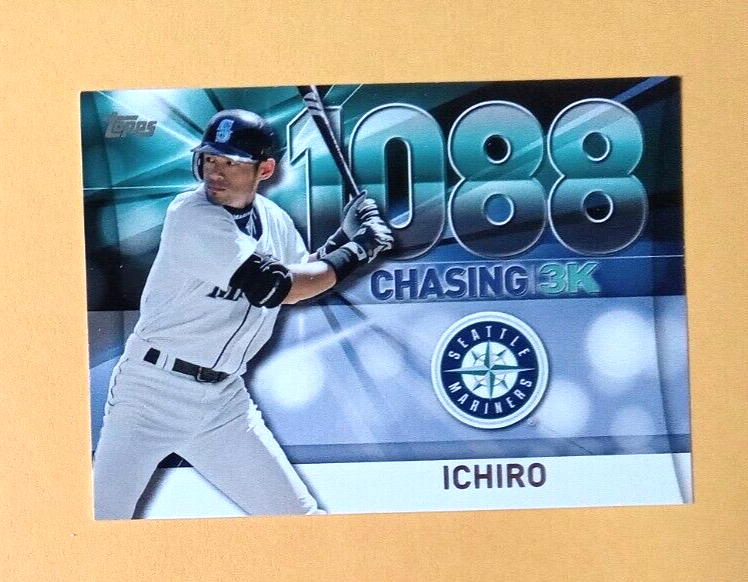 Topps
1088
CHASING 3K
SEATTLE
MARINERS
ICHIRO